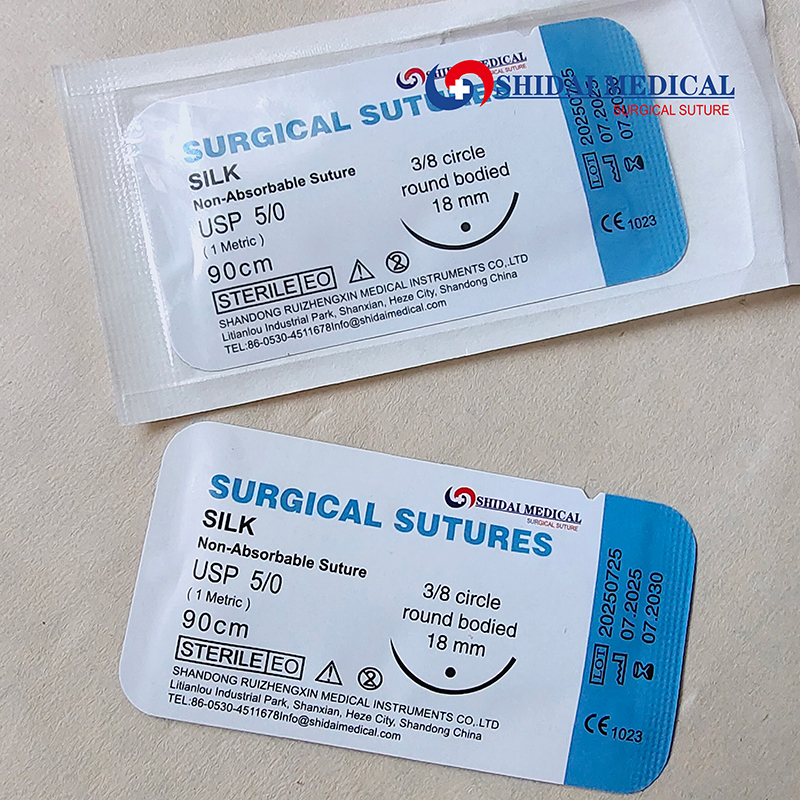 SHIDAI MEDICAL
SURGICAL SUTURE
SURGICAL SUTURES
SILK
Non-Absorbable Suture
USP 5/0
( 1 Metric )
90cm
3/8 circle
round bodied
18 mm
STERILE EO
SHANDONG RUIZHENGXIN MEDICAL INSTRUMENTS CO,.LTD
Litianlou Industrial Park, Shanxian, Heze City, Shandong China
TEL:86-0530-4511678Info@shidaimedical.com
LOT 20250725
07.2025
07.2030
CE 1023
SHIDAI MEDICAL
SURGICAL SUTURE
SURGICAL SUTURES
SILK
Non-Absorbable Suture
USP 5/0
( 1 Metric )
90cm
3/8 circle
round bodied
18 mm
STERILE EO
SHANDONG RUIZHENGXIN MEDICAL INSTRUMENTS CO,.LTD
Litianlou Industrial Park, Shanxian, Heze City, Shandong China
TEL:86-0530-4511678Info@shidaimedical.com
LOT 20250725
07.2025
07.2030
CE 1023